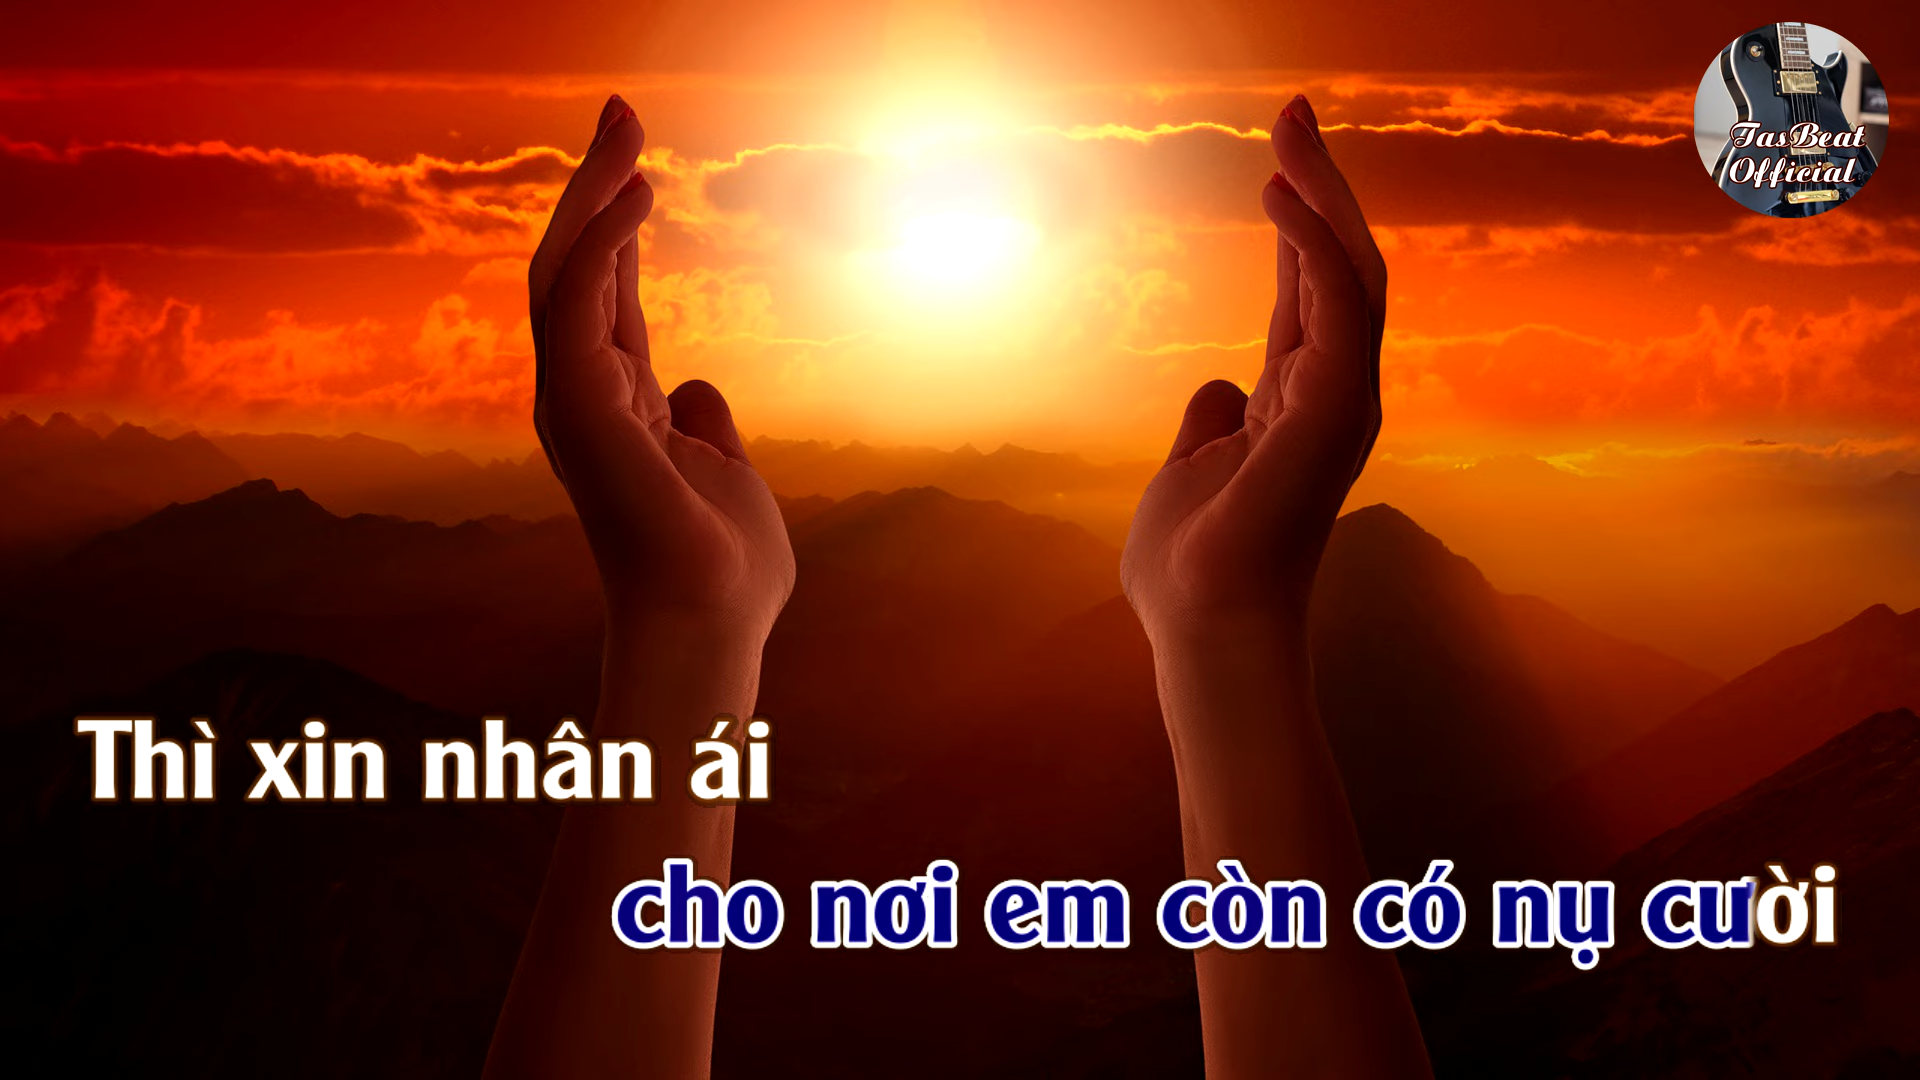 TasBeat
Official
Thì xin nhân ái
cho nơi em còn có nụ cười